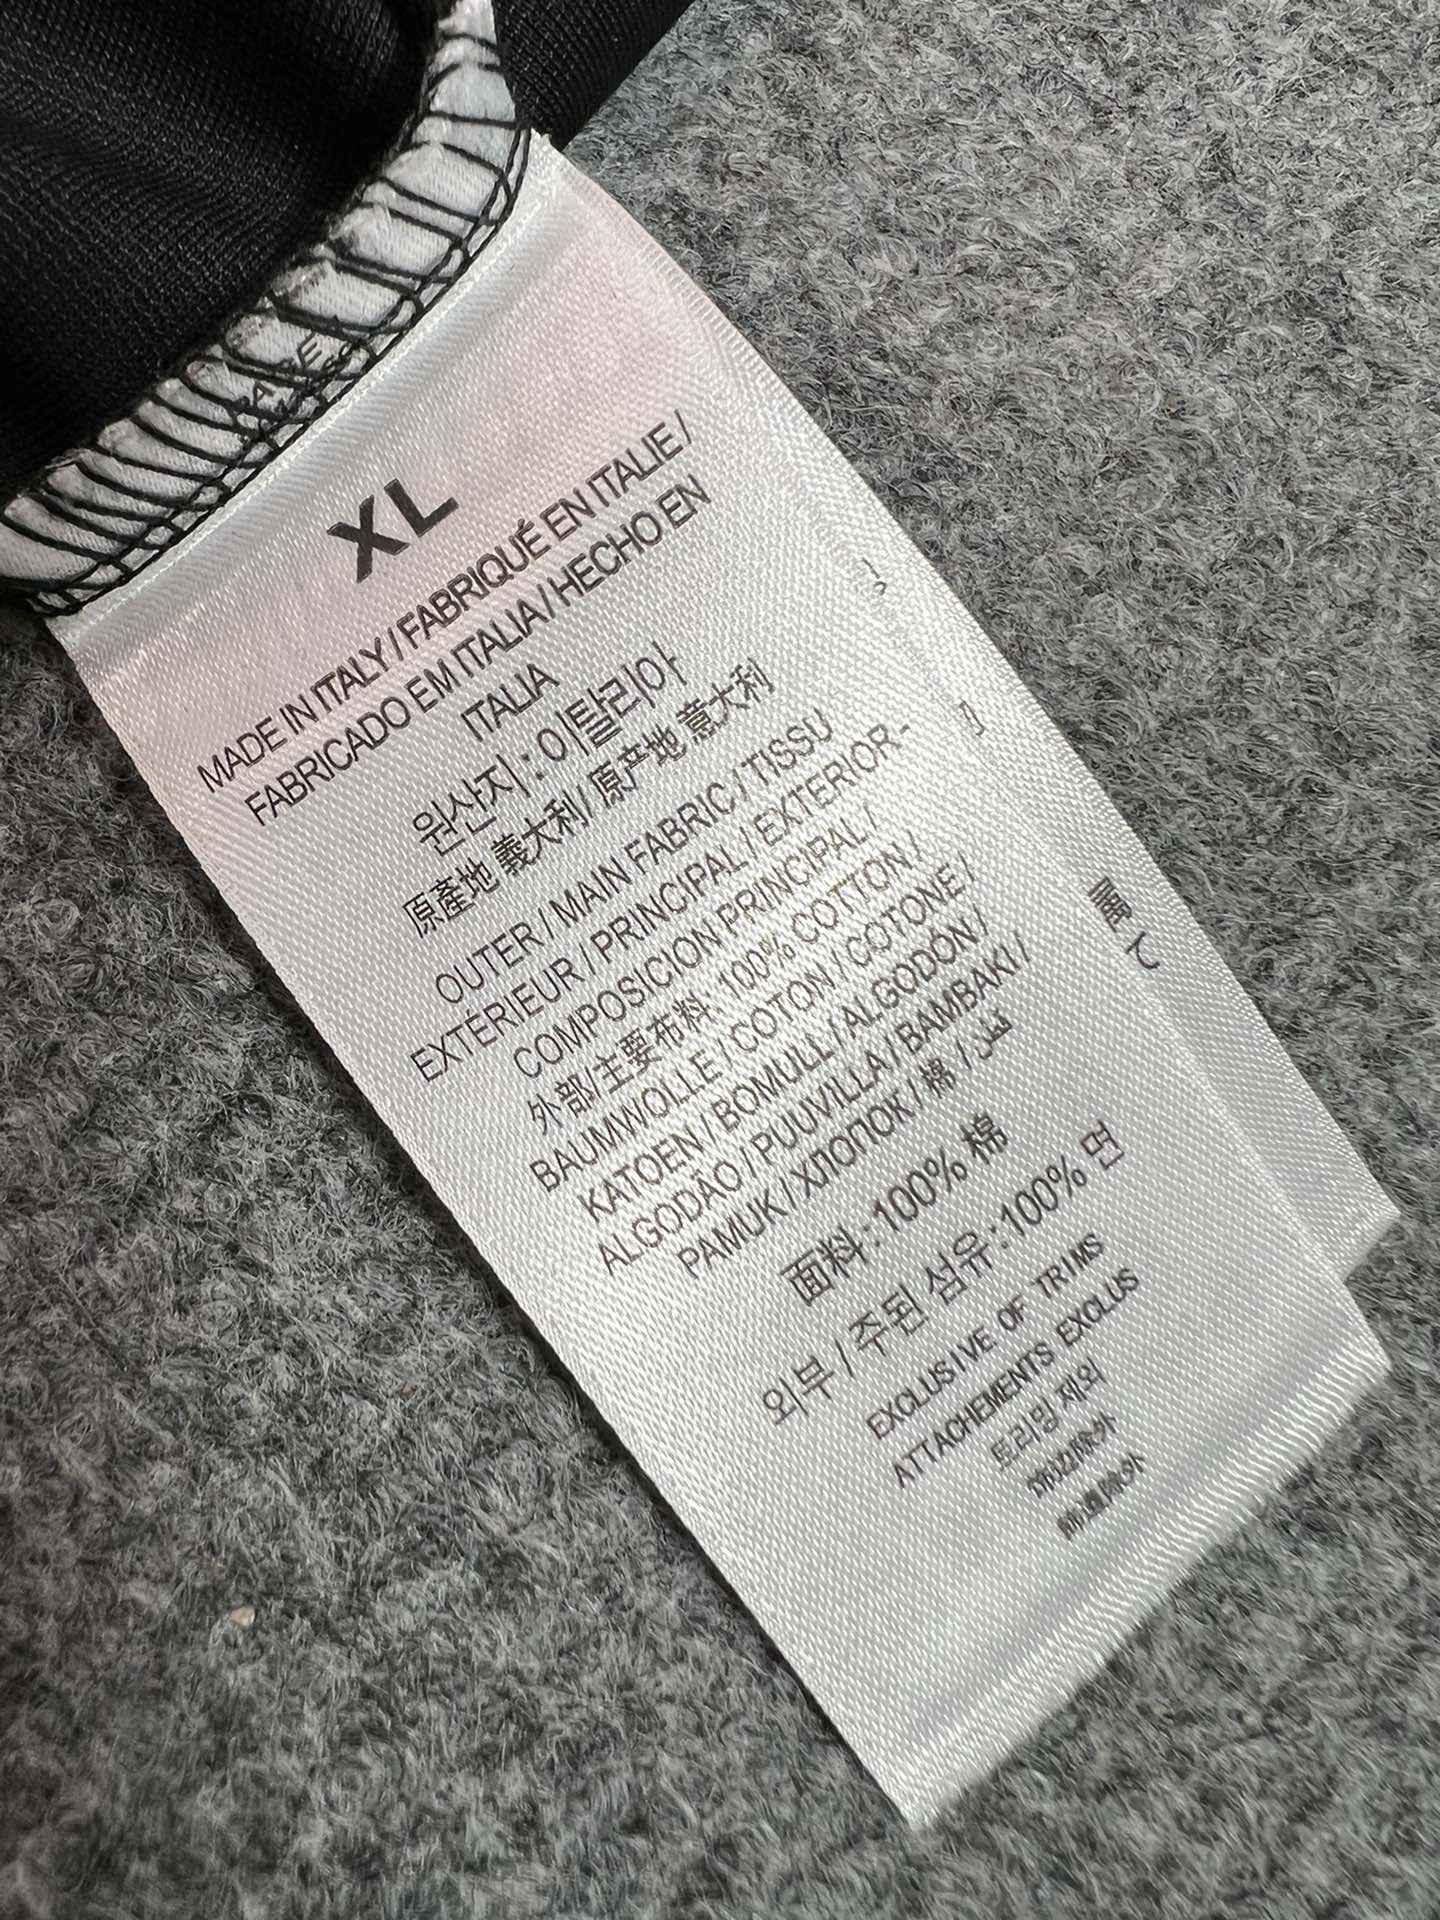 XL
MADE IN ITALY / FABRIQUÉ EN ITALIE /
FABRICADO EM ITALIA / HECHO EN
ITALIA
원산지 : 이탈리아
原產地 義大利/ 原产地 意大利
OUTER / MAIN FABRIC / TISSU
EXTÉRIEUR / PRINCIPAL / EXTERIOR-
COMPOSICION PRINCIPAL /
外部/主要布料: 100% COTTON /
BAUMWOLLE / COTON / COTONE /
KATOEN / BOMULL / ALGODÓN /
ALGODÃO / PUUVILLA / BAMBAKI /
PAMUK / ХЛОПОК / 棉 / قطن
面料 : 100% 棉
외부 / 주된 섬유 : 100% 면
EXCLUSIVE OF TRIMS
ATTACHEMENTS EXCLUS
트리밍 제외